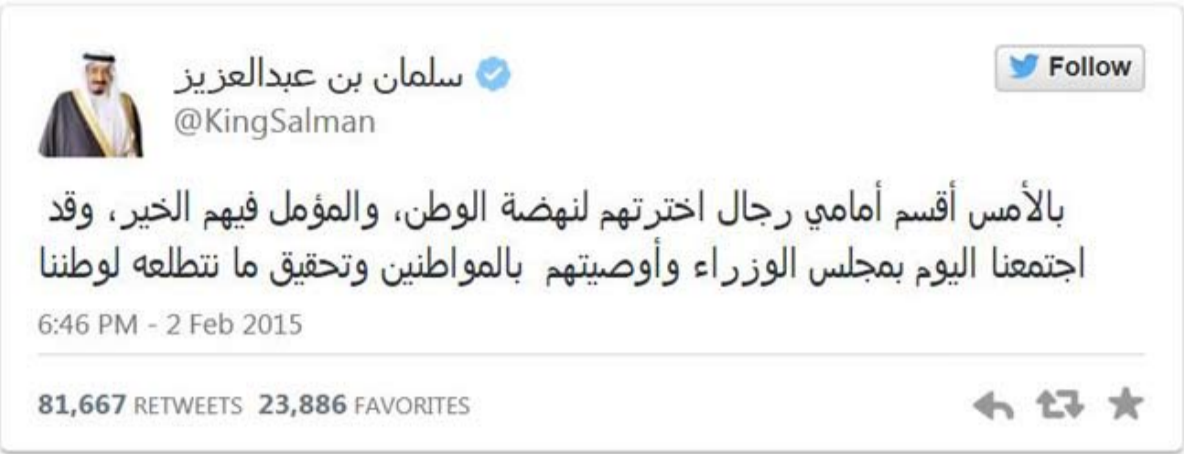 سلمان بن عبدالعزيز
Follow
@KingSalman
بالأمس أقسم أمامي رجال اخترتهم لنهضة الوطن، والمؤمل فيهم الخير، وقد
اجتمعنا اليوم بمجلس الوزراء وأوصيتهم بالمواطنين وتحقيق ما نتطلعه لوطننا
6:46 PM - 2 Feb 2015
81,667 RETWEETS 23,886 FAVORITES